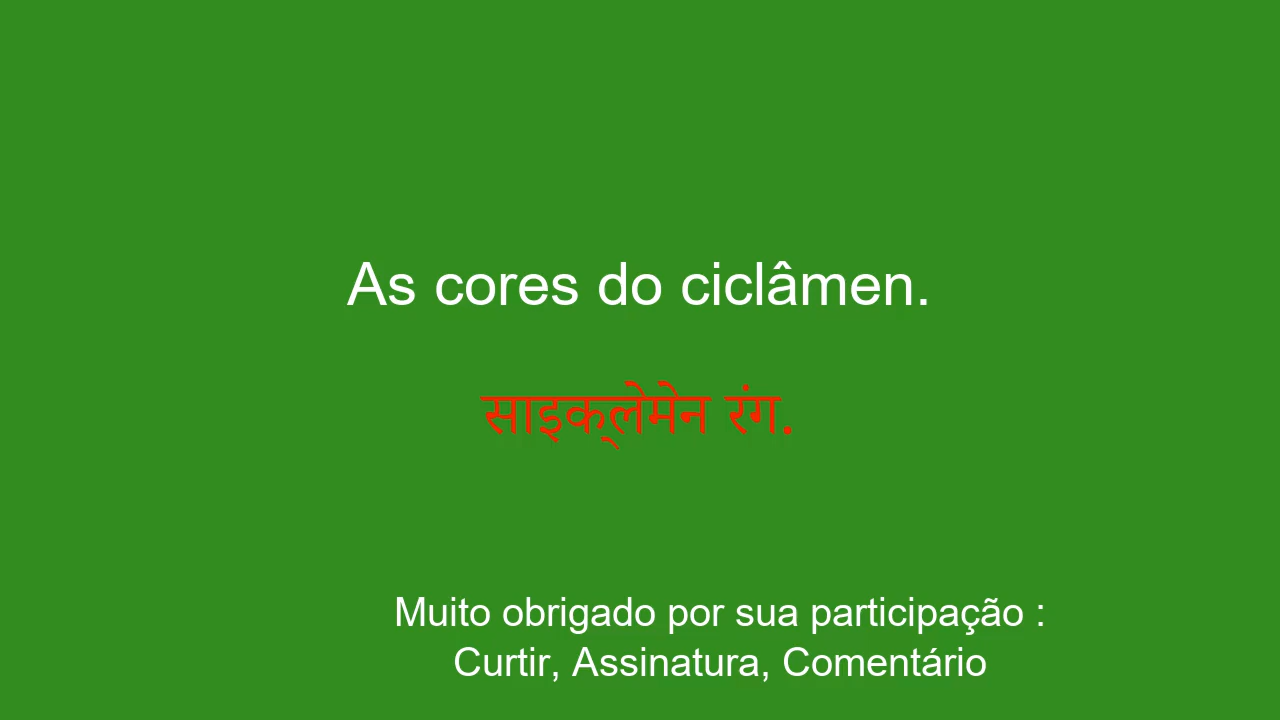 As cores do ciclâmen.
साइक्लेमेन रंग.
Muito obrigado por sua participação :
Curtir, Assinatura, Comentário